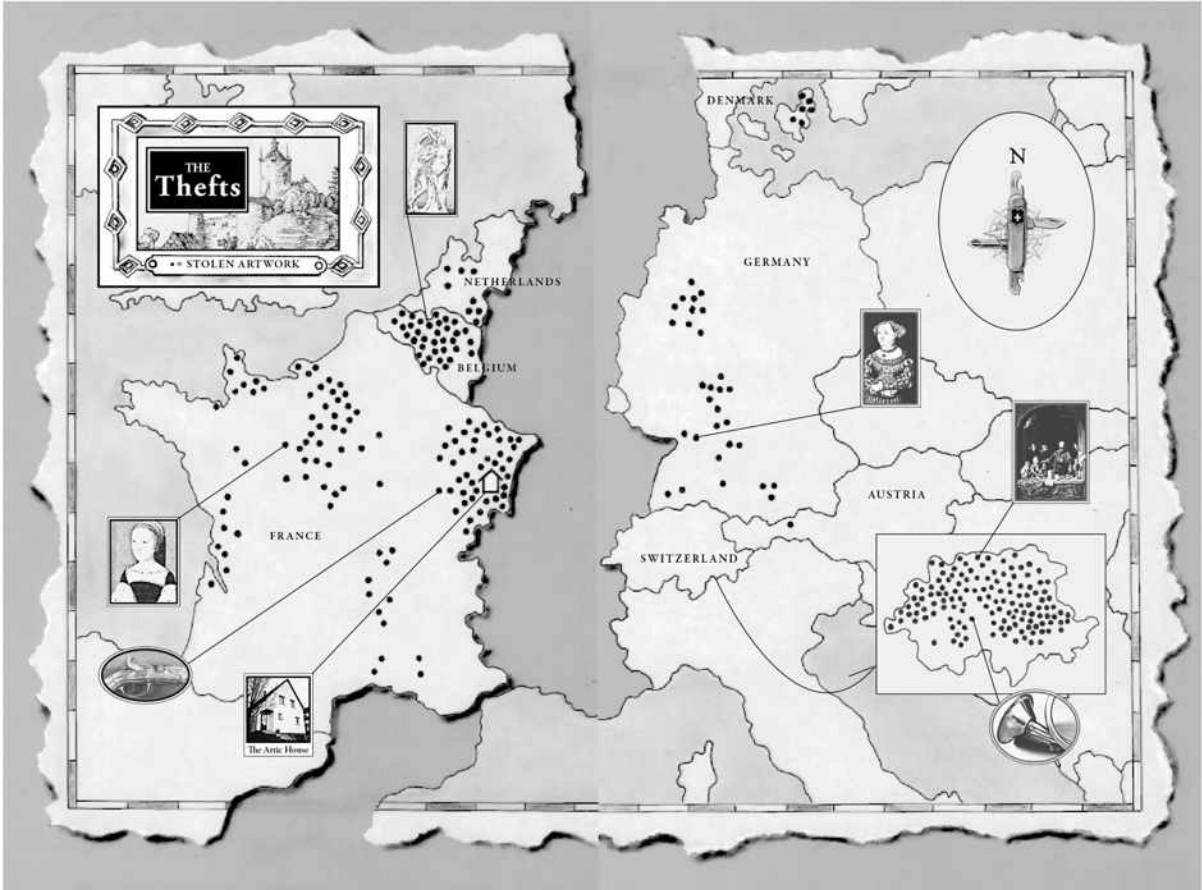 THE
Thefts
•= STOLEN ARTWORK
DENMARK
N
NETHERLANDS
GERMANY
BELGIUM
AUSTRIA
FRANCE
SWITZERLAND
The Attic House